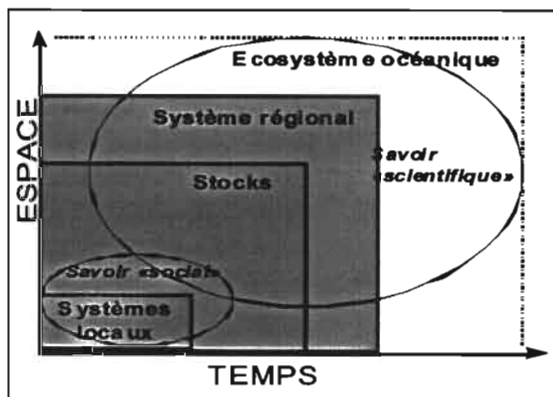 Ecosystème océanique
Système régional
Savoir
«scientifique»
Stocks
ESPACE
Savoir «social»
Systèmes
locaux
TEMPS